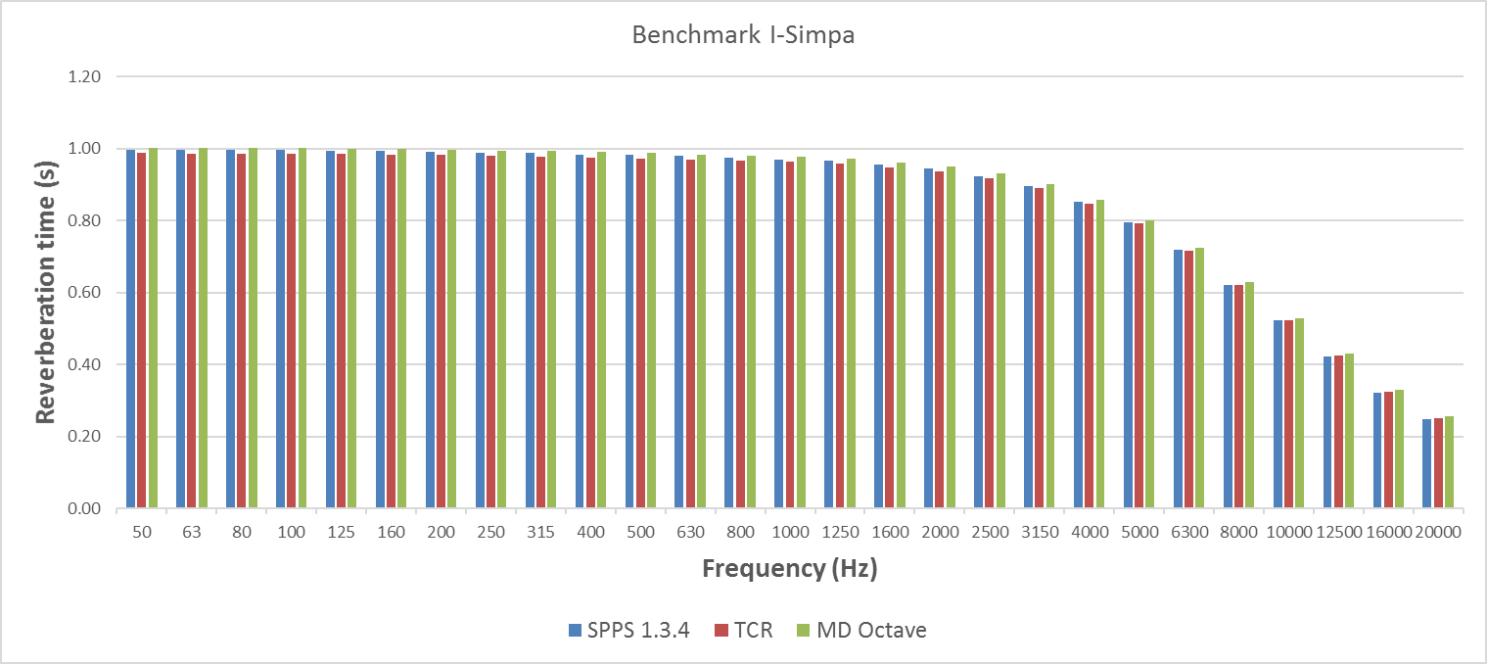 Benchmark I-Simpa
1.20
1.00
0.80
0.60
0.40
0.20
0.00
Reverberation time (s)
50 63 80 100 125 160 200 250 315 400 500 630 800 1000 1250 1600 2000 2500 3150 4000 5000 6300 8000 10000 12500 16000 20000
Frequency (Hz)
SPPS 1.3.4 TCR MD Octave